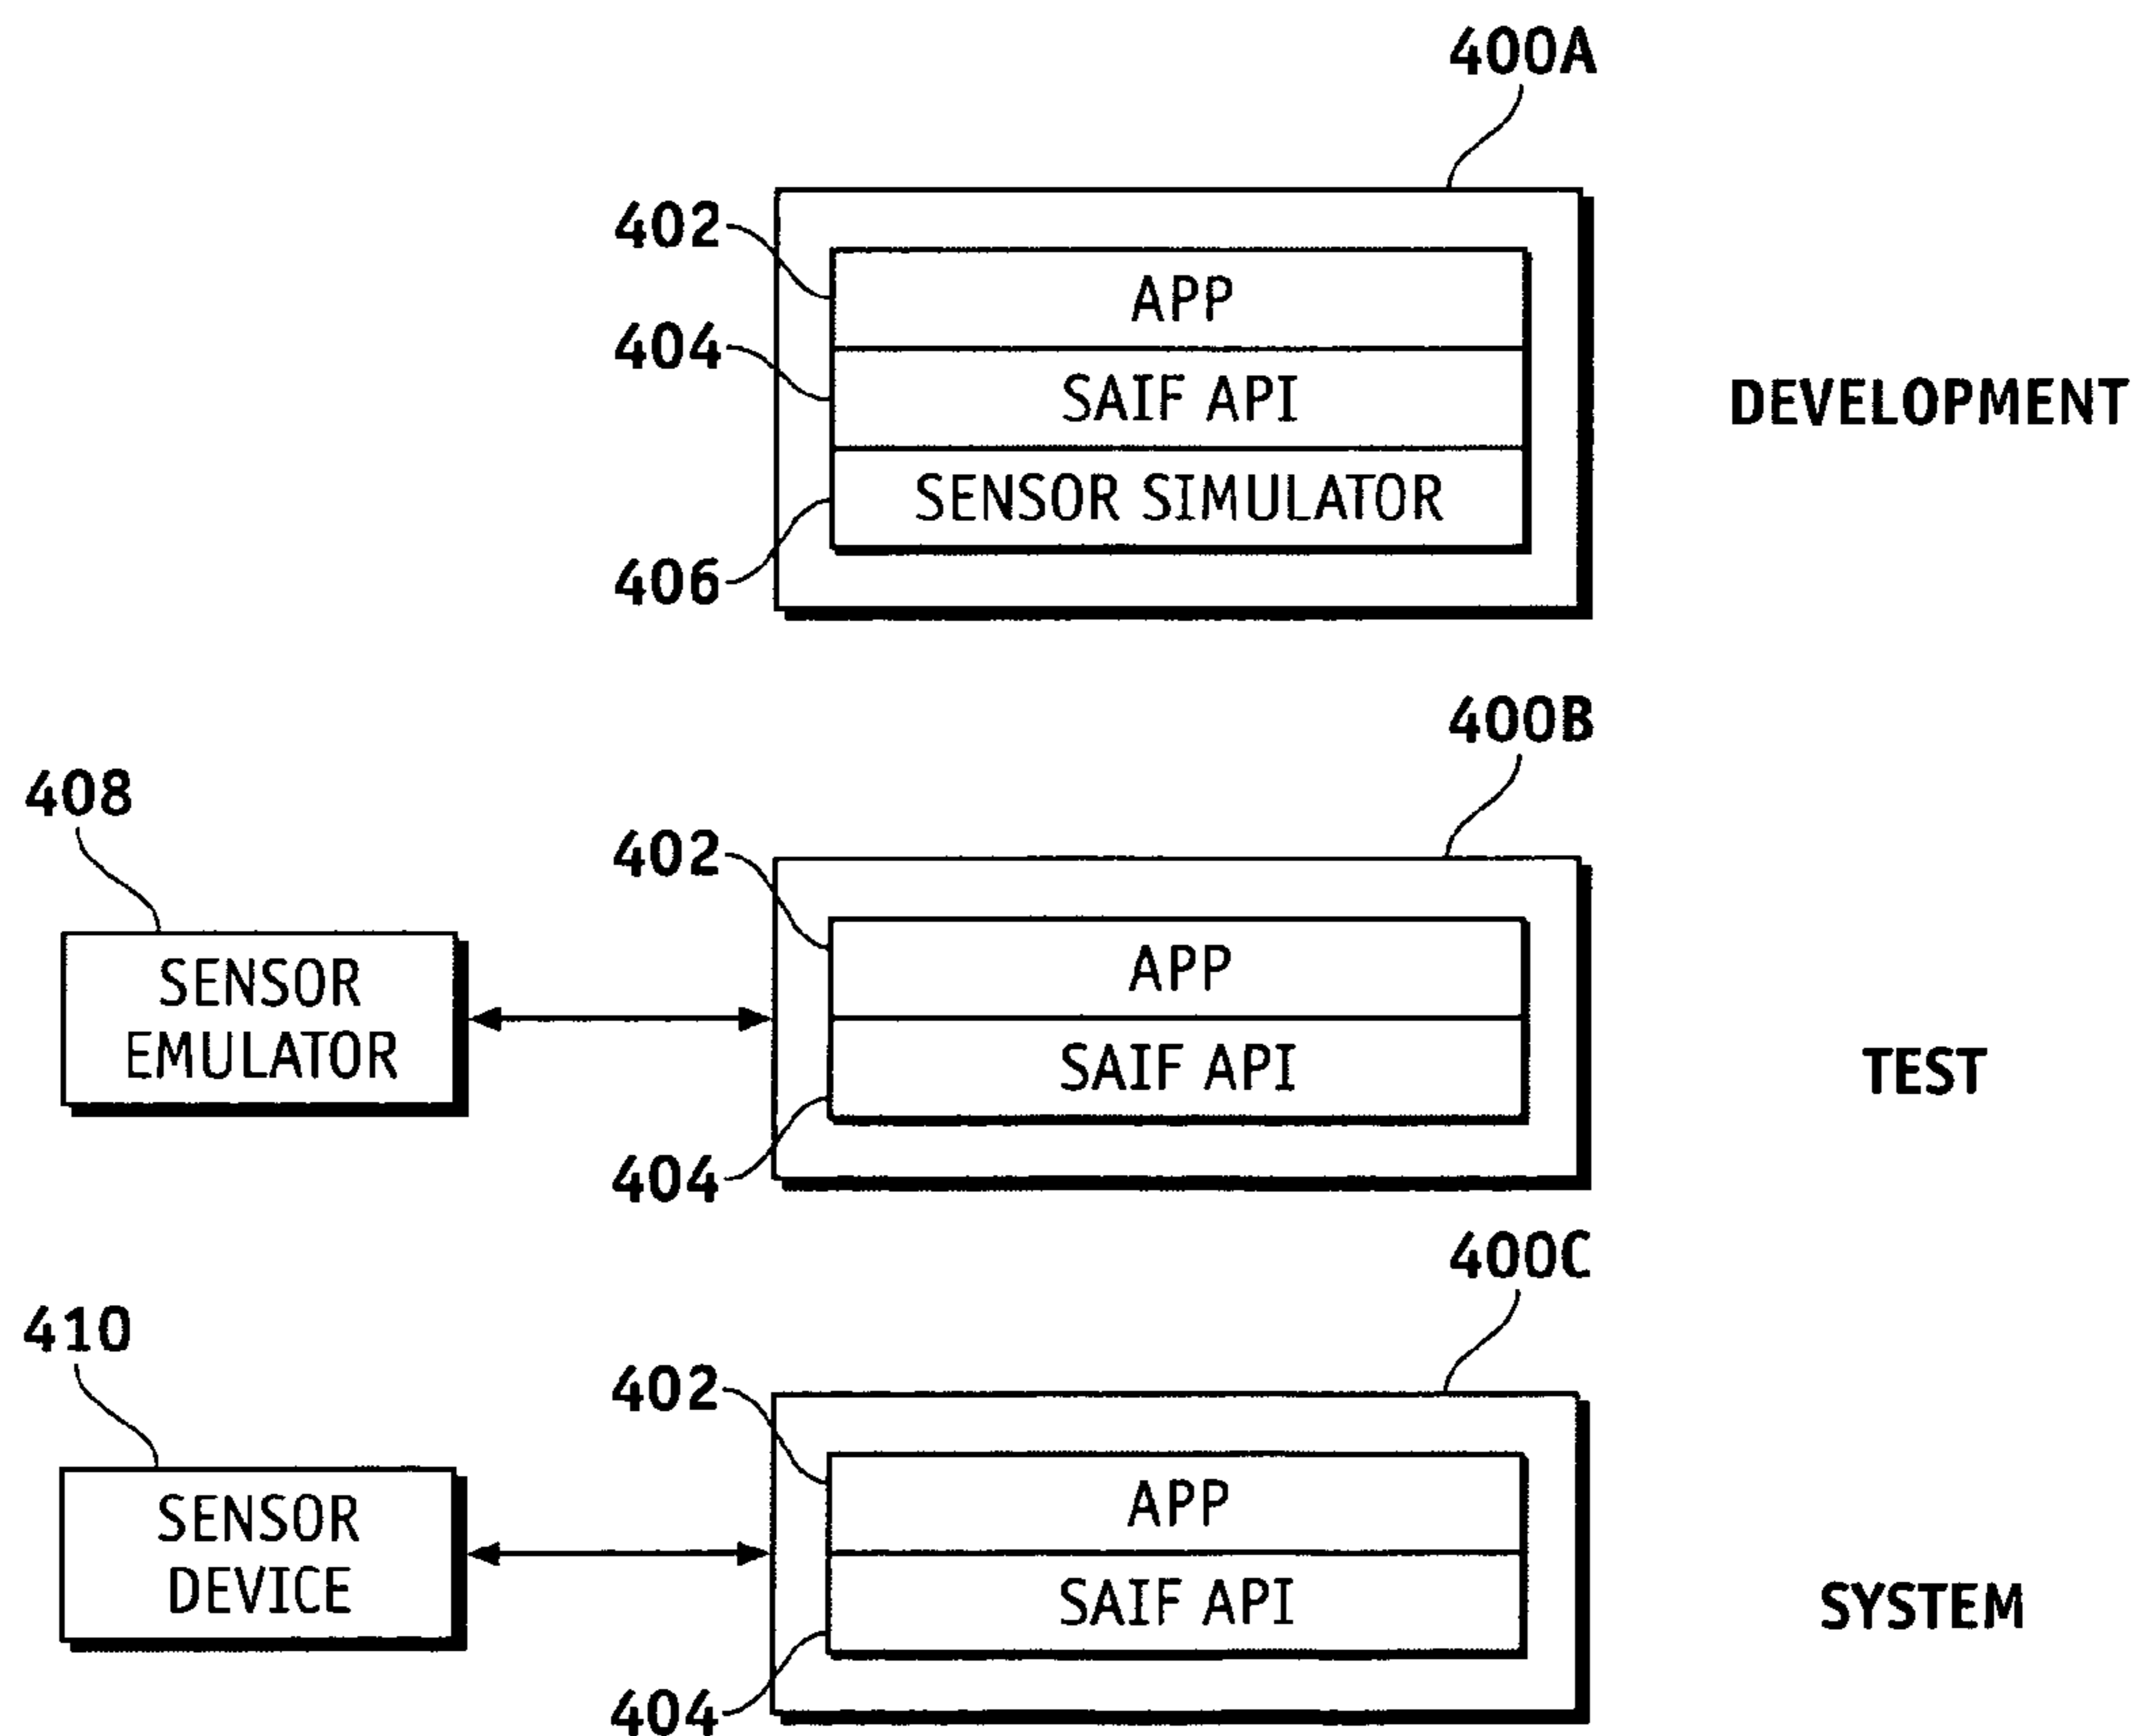 400A
402
APP
404
SAIF API
DEVELOPMENT
SENSOR SIMULATOR
406
400B
408
402
APP
SENSOR
EMULATOR
SAIF API
TEST
404
400C
410
402
APP
SENSOR
DEVICE
SAIF API
SYSTEM
404